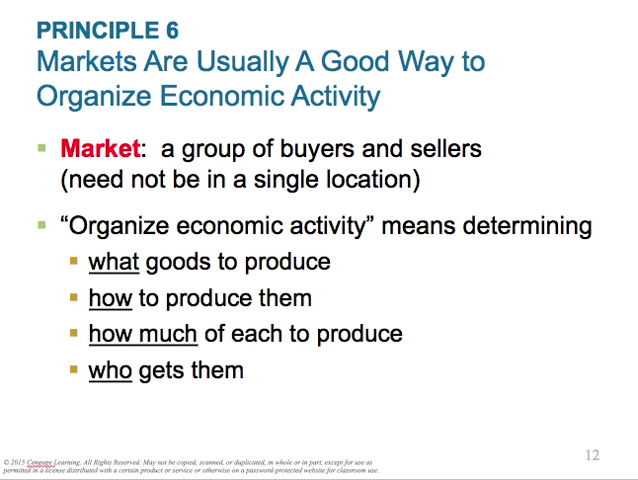 PRINCIPLE 6
Markets Are Usually A Good Way to
Organize Economic Activity
▪ Market: a group of buyers and sellers
(need not be in a single location)
▪ “Organize economic activity” means determining
▪ what goods to produce
▪ how to produce them
▪ how much of each to produce
▪ who gets them
12
© 2015 Cengage Learning. All Rights Reserved. May not be copied, scanned, or duplicated, in whole or in part, except for use as
permitted in a license distributed with a certain product or service or otherwise on a password-protected website for classroom use.